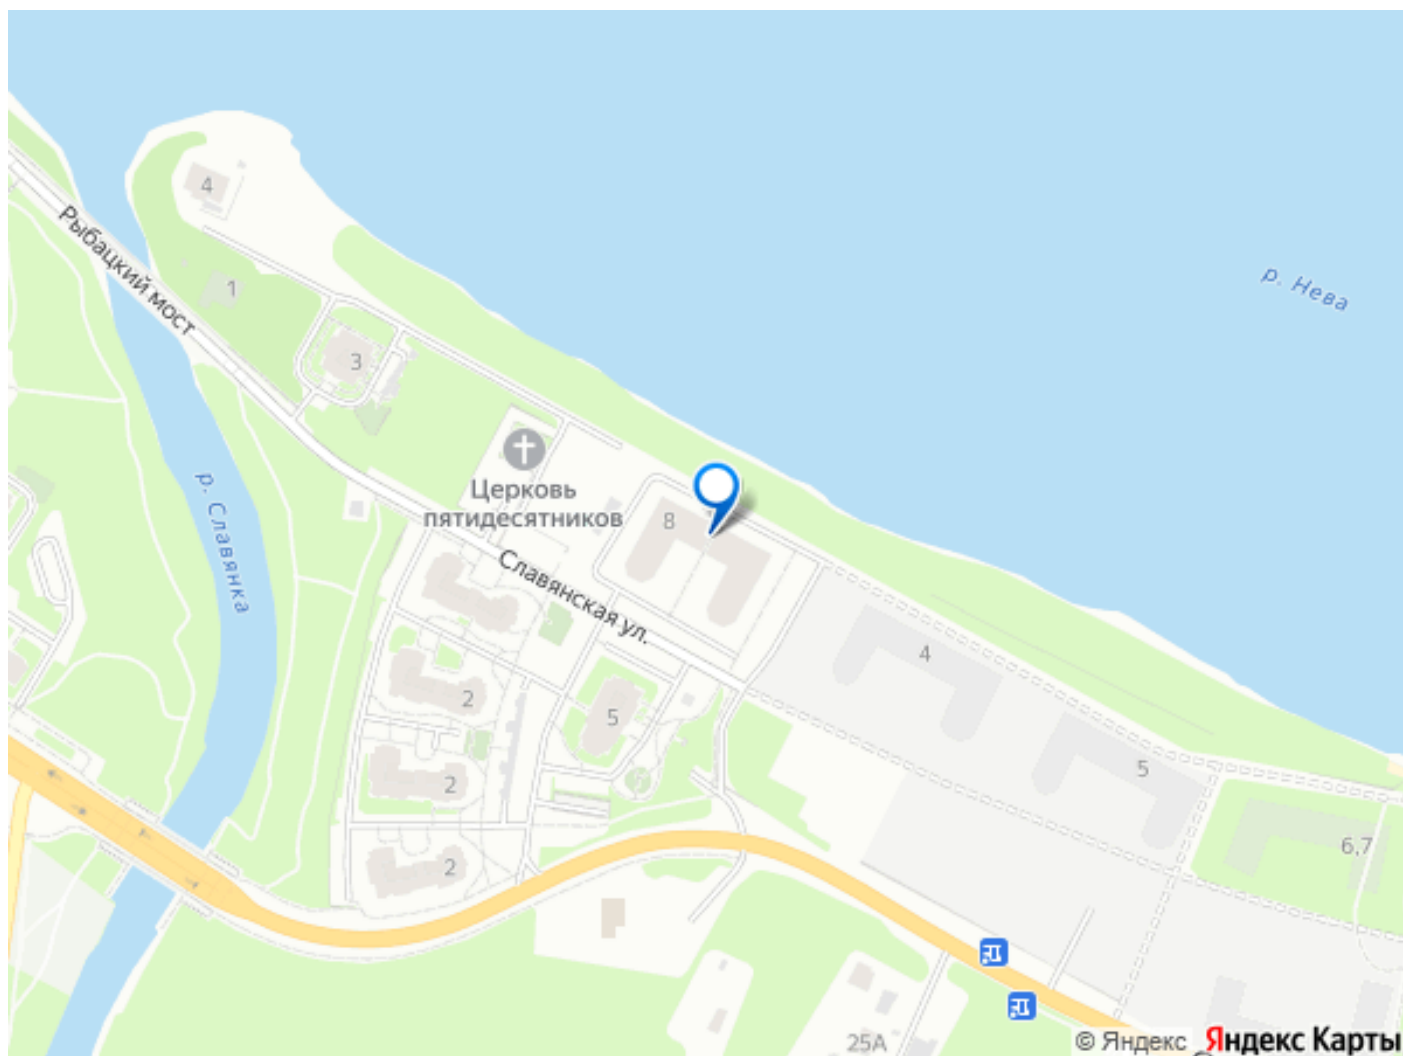 4
Рыбацкий мост
1
р. Нева
3
Церковь
пятидесятников
8
р. Славянка
Славянская ул.
4
2
5
5
2
6,7
2
25А
© Яндекс
Яндекс Карты